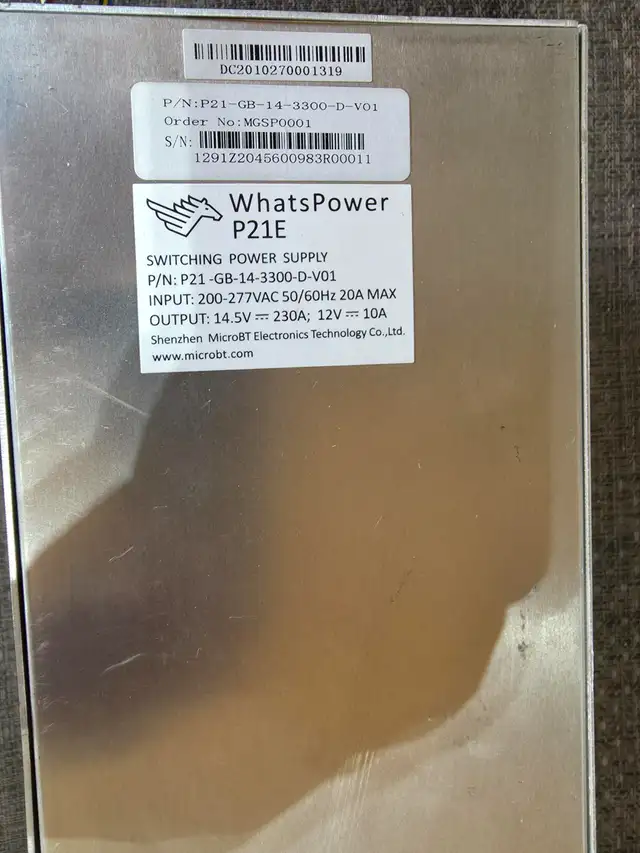 DC2010270001319
P/N:P21-GB-14-3300-D-V01
Order No:MGSP0001
S/N:
1291Z2045600983R00011
WhatsPower
P21E
SWITCHING POWER SUPPLY
P/N: P21 -GB-14-3300-D-V01
INPUT: 200-277VAC 50/60Hz 20A MAX
OUTPUT: 14.5V ⎓ 230A; 12V ⎓ 10A
Shenzhen MicroBT Electronics Technology Co.,Ltd.
www.microbt.com